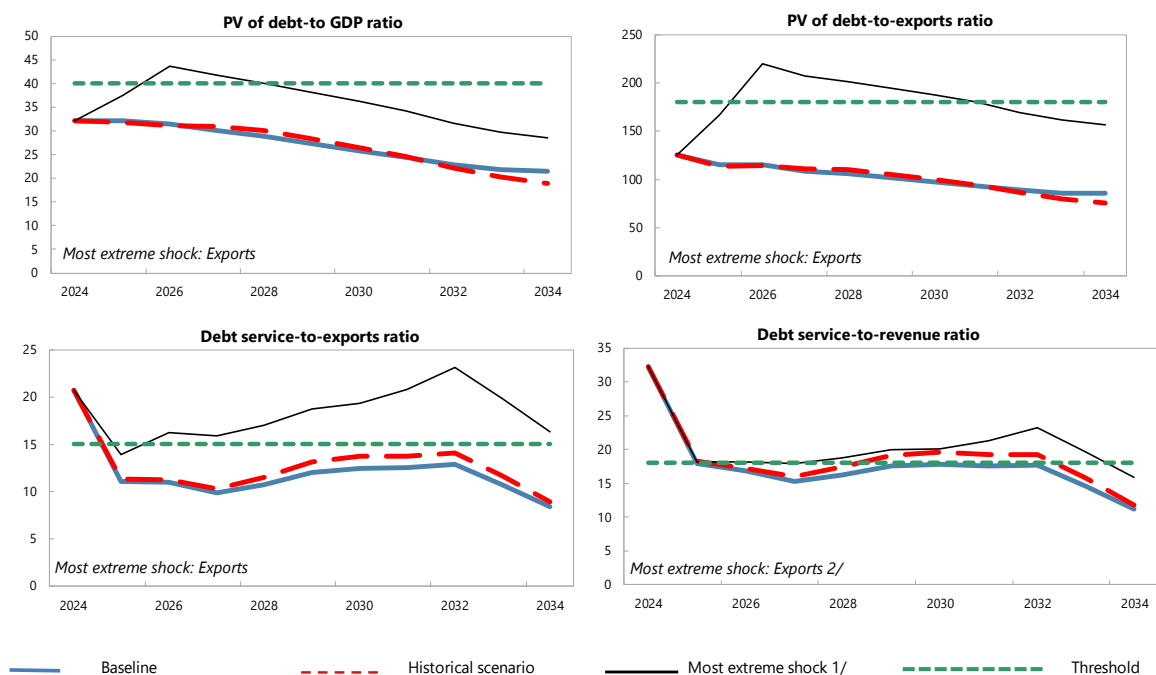 PV of debt-to GDP ratio
50
45
40
35
30
25
20
15
10
5
0
Most extreme shock: Exports
2024 2026 2028 2030 2032 2034
PV of debt-to-exports ratio
250
200
150
100
50
0
Most extreme shock: Exports
2024 2026 2028 2030 2032 2034
Debt service-to-exports ratio
25
20
15
10
5
0
Most extreme shock: Exports
2024 2026 2028 2030 2032 2034
Debt service-to-revenue ratio
35
30
25
20
15
10
5
0
Most extreme shock: Exports 2/
2024 2026 2028 2030 2032 2034
Baseline Historical scenario Most extreme shock 1/ Threshold